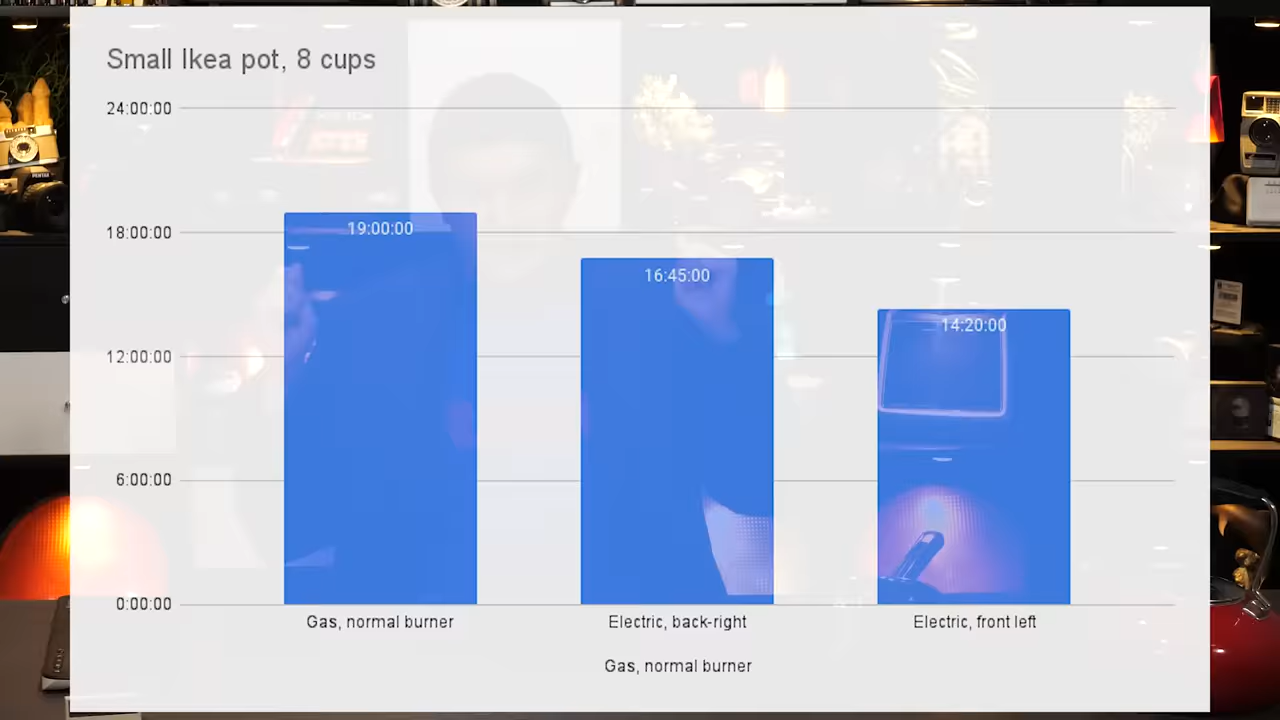 Small Ikea pot, 8 cups
24:00:00
18:00:00
12:00:00
6:00:00
0:00:00
19:00:00
16:45:00
14:20:00
Gas, normal burner
Electric, back-right
Electric, front left
Gas, normal burner